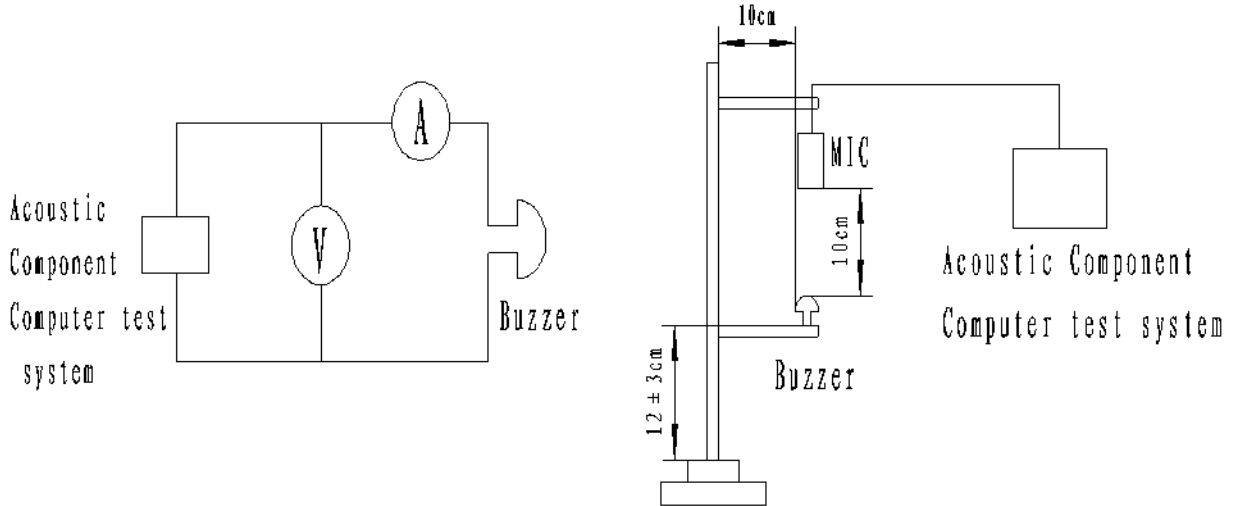 A
V
Acoustic
Component
Computer test
system
Buzzer
10cm
MIC
10cm
12±3cm
Buzzer
Acoustic Component
Computer test system